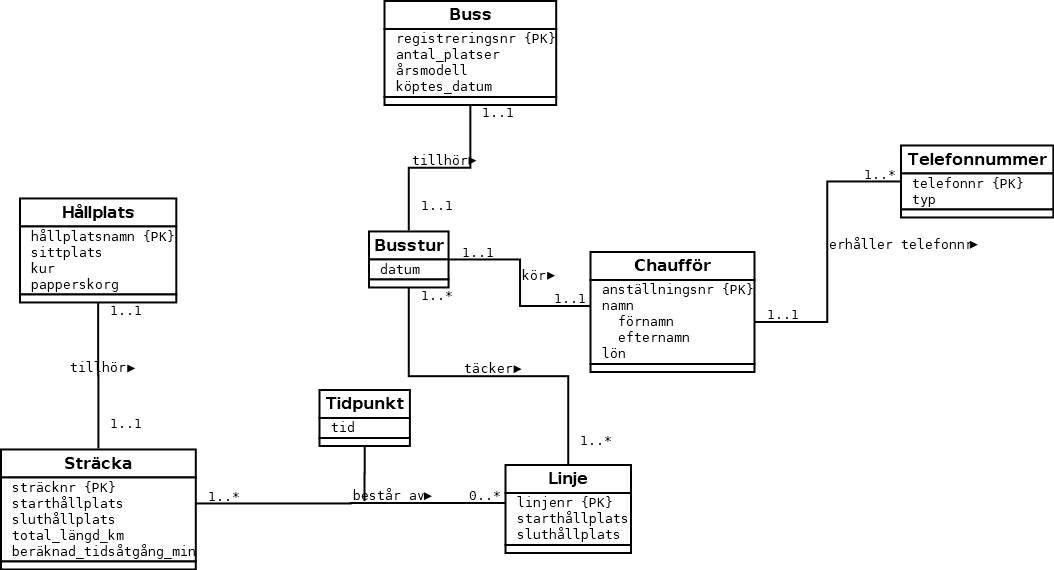 Buss
registreringsnr {PK}
antal_platser
årsmodell
köptes_datum
1..1
tillhör►
1..1
Telefonnummer
telefonnr {PK}
typ
1..*
erhåller telefonnr►
Hållplats
hållplatsnamn {PK}
sittplats
kur
papperskorg
1..1
tillhör►
1..1
Busstur
datum
1..1
kör►
1..1
1..*
Chaufför
anställningsnr {PK}
namn
förnamn
efternamn
lön
1..1
täcker►
1..*
Tidpunkt
tid
Sträcka
sträcknr {PK}
starthållplats
sluthållplats
total_längd_km
beräknad_tidsåtgång_min
1..*
består av►
0..*
Linje
linjenr {PK}
starthållplats
sluthållplats